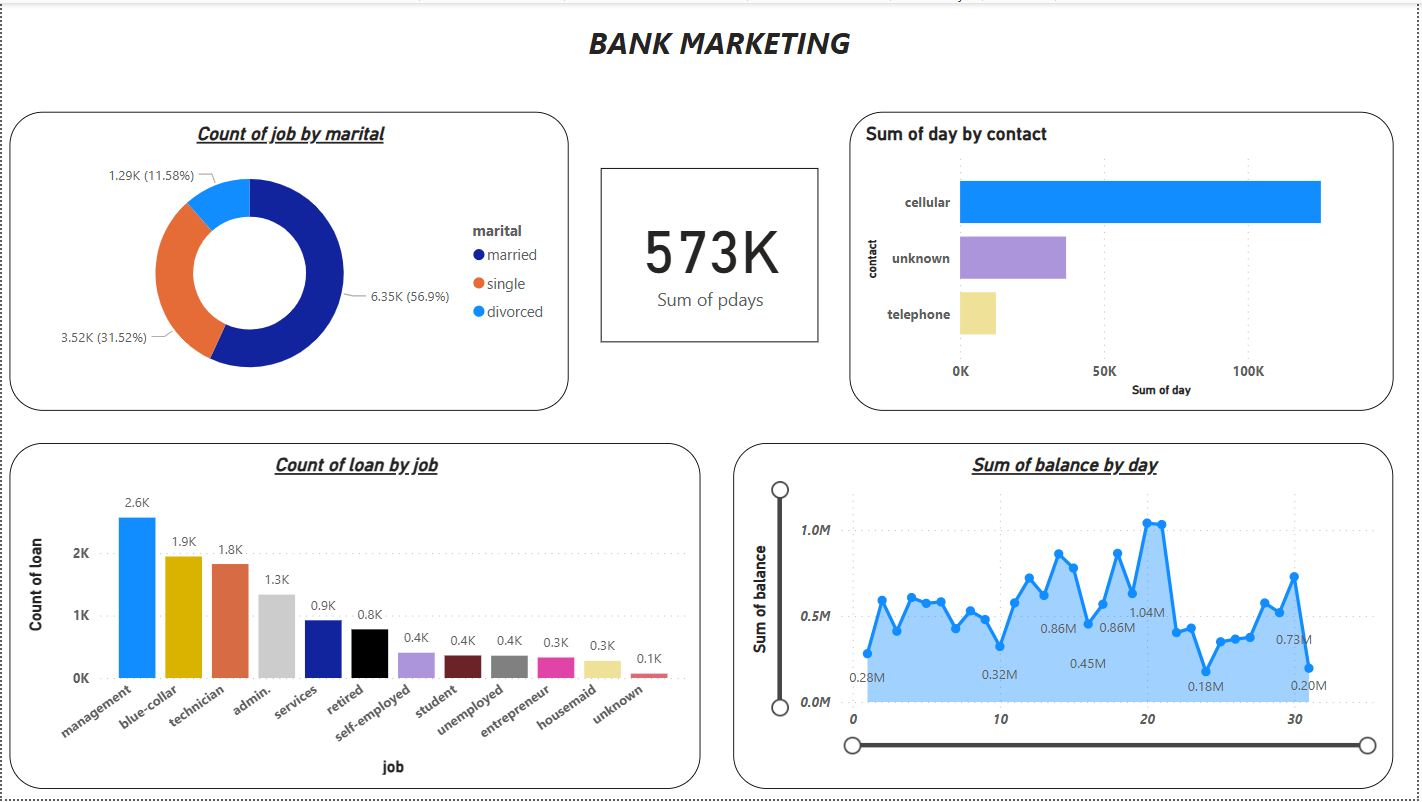 BANK MARKETING
Count of job by marital
1.29K (11.58%)
6.35K (56.9%)
3.52K (31.52%)
marital
married
single
divorced
573K
Sum of pdays
Sum of day by contact
contact
cellular
unknown
telephone
0K 50K 100K
Sum of day
Count of loan by job
Count of loan
2K
1K
0K
2.6K
1.9K
1.8K
1.3K
0.9K
0.8K
0.4K
0.4K
0.4K
0.3K
0.3K
0.1K
management
blue-collar
technician
admin.
services
retired
self-employed
student
unemployed
entrepreneur
housemaid
unknown
job
Sum of balance by day
Sum of balance
1.0M
0.5M
0.0M
0.28M
0.32M
0.86M
0.45M
0.86M
1.04M
0.18M
0.73M
0.20M
0 10 20 30